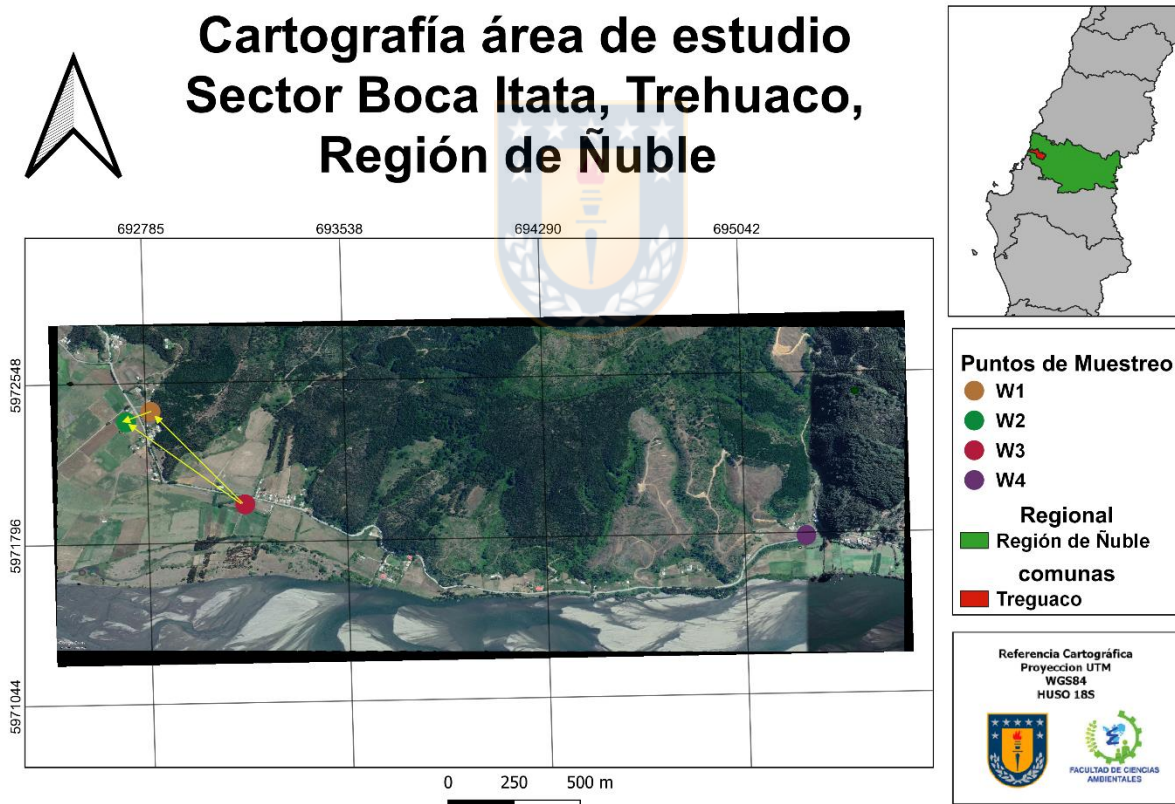 Cartografía área de estudio
Sector Boca Itata, Trehuaco,
Región de Ñuble
692785
693538
694290
695042
5972548
5971796
5971044
0 250 500 m
Puntos de Muestreo
W1
W2
W3
W4
Regional
Región de Ñuble
comunas
Treguaco
Referencia Cartográfica
Proyeccion UTM
WGS84
HUSO 18S
FACULTAD DE CIENCIAS
AMBIENTALES